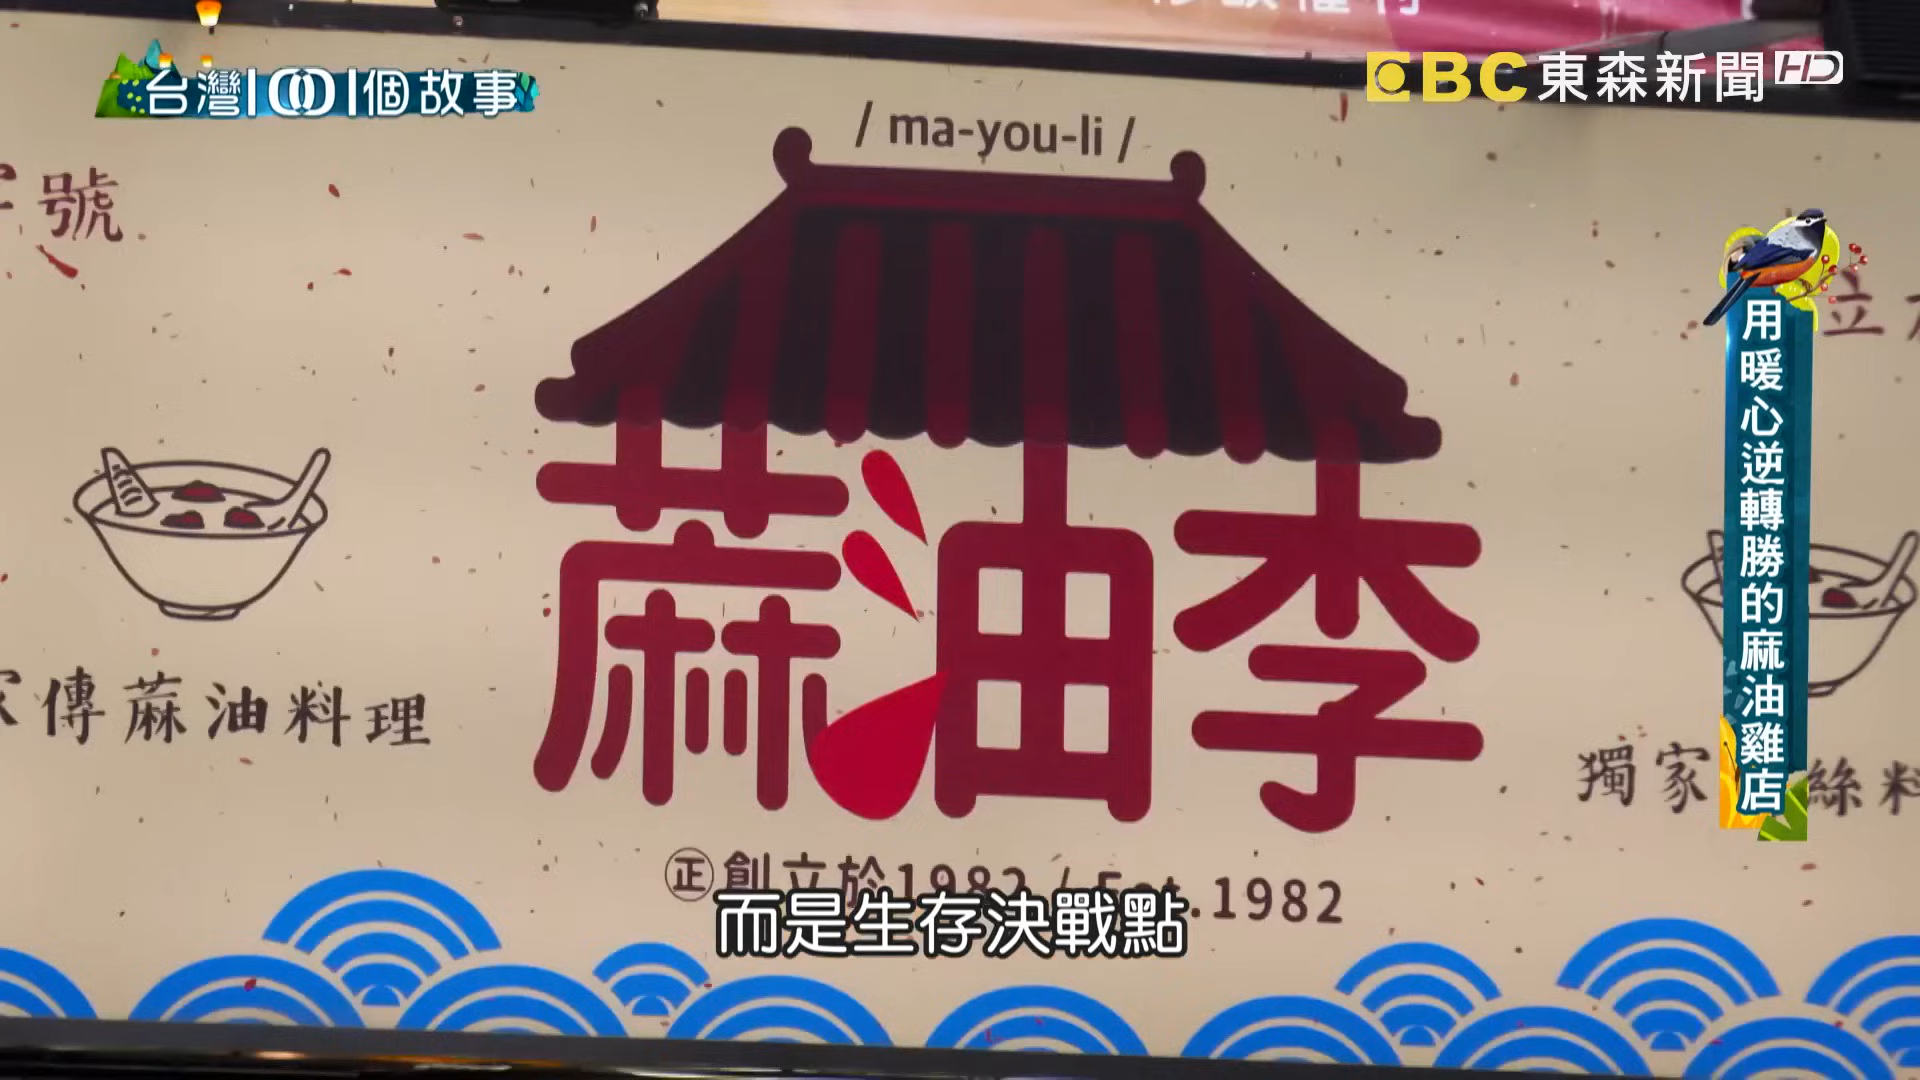 台灣1001個故事
EBC東森新聞HD
/ ma-you-li /
號
蔴油李
家傳蔴油料理
獨家
絲料
立
正 創立於1982 / Est.1982
用暖心逆轉勝的麻油雞店
而是生存決戰點